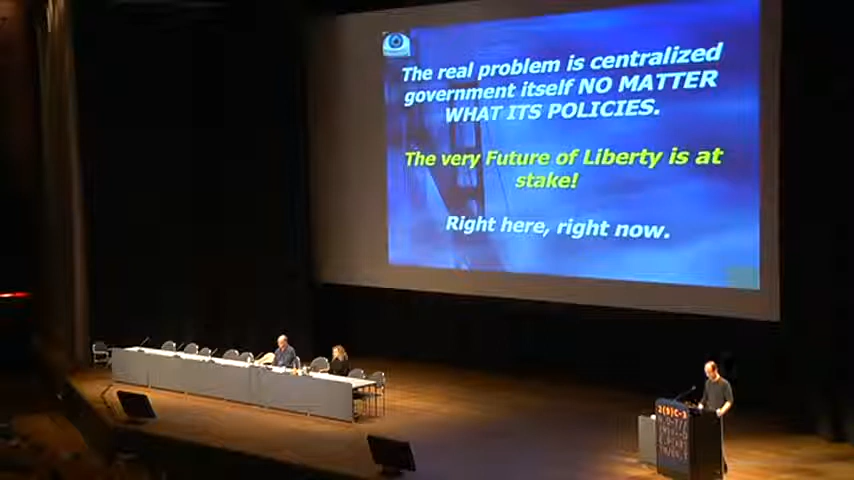 The real problem is centralized
government itself NO MATTER
WHAT ITS POLICIES.
The very Future of Liberty is at
stake!
Right here, right now.